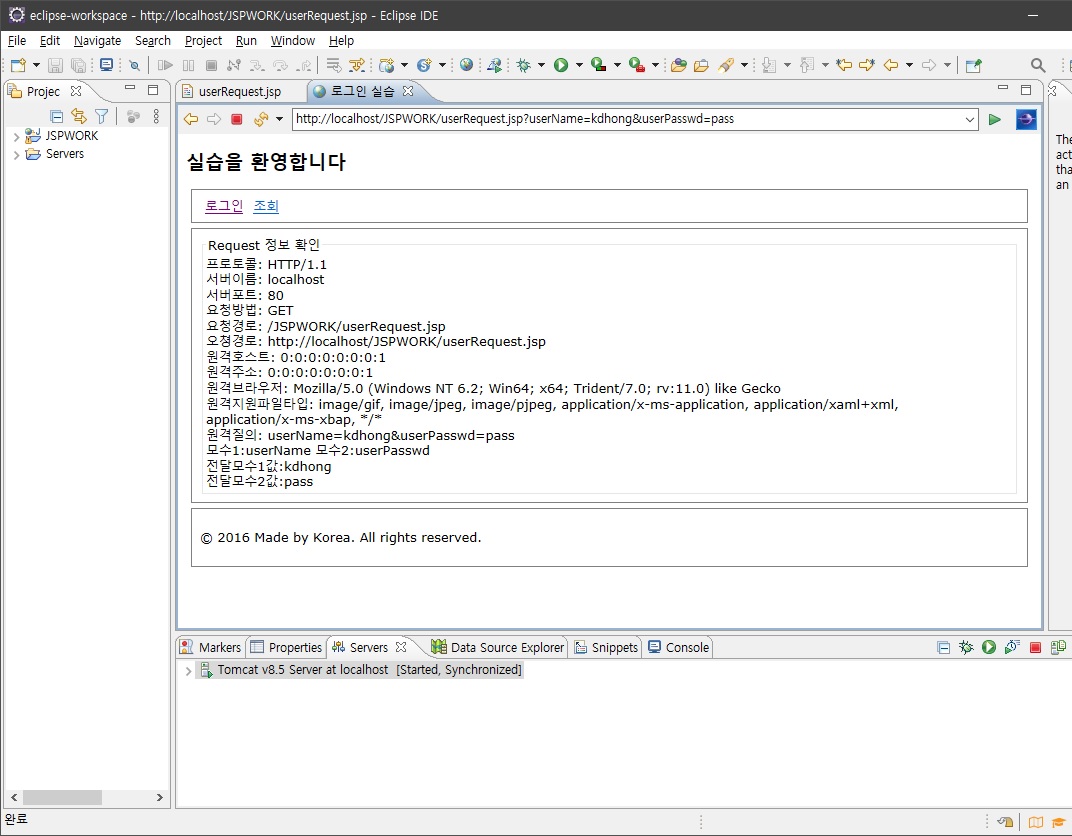 eclipse-workspace - http://localhost/JSPWORK/userRequest.jsp - Eclipse IDE
File Edit Navigate Search Project Run Window Help
Projec
JSPWORK
Servers
userRequest.jsp 로그인 실습
http://localhost/JSPWORK/userRequest.jsp?userName=kdhong&userPasswd=pass
실습을 환영합니다
로그인 조회
Request 정보 확인
프로토콜: HTTP/1.1
서버이름: localhost
서버포트: 80
요청방법: GET
요청경로: /JSPWORK/userRequest.jsp
오청경로: http://localhost/JSPWORK/userRequest.jsp
원격호스트: 0:0:0:0:0:0:0:1
원격주소: 0:0:0:0:0:0:0:1
원격브라우저: Mozilla/5.0 (Windows NT 6.2; Win64; x64; Trident/7.0; rv:11.0) like Gecko
원격지원파일타입: image/gif, image/jpeg, image/pjpeg, application/x-ms-application, application/xaml+xml,
application/x-ms-xbap, */*
원격질의: userName=kdhong&userPasswd=pass
모수1:userName 모수2:userPasswd
전달모수1값:kdhong
전달모수2값:pass
© 2016 Made by Korea. All rights reserved.
The
act
tha
an
Markers Properties Servers Data Source Explorer Snippets Console
Tomcat v8.5 Server at localhost [Started, Synchronized]
완료